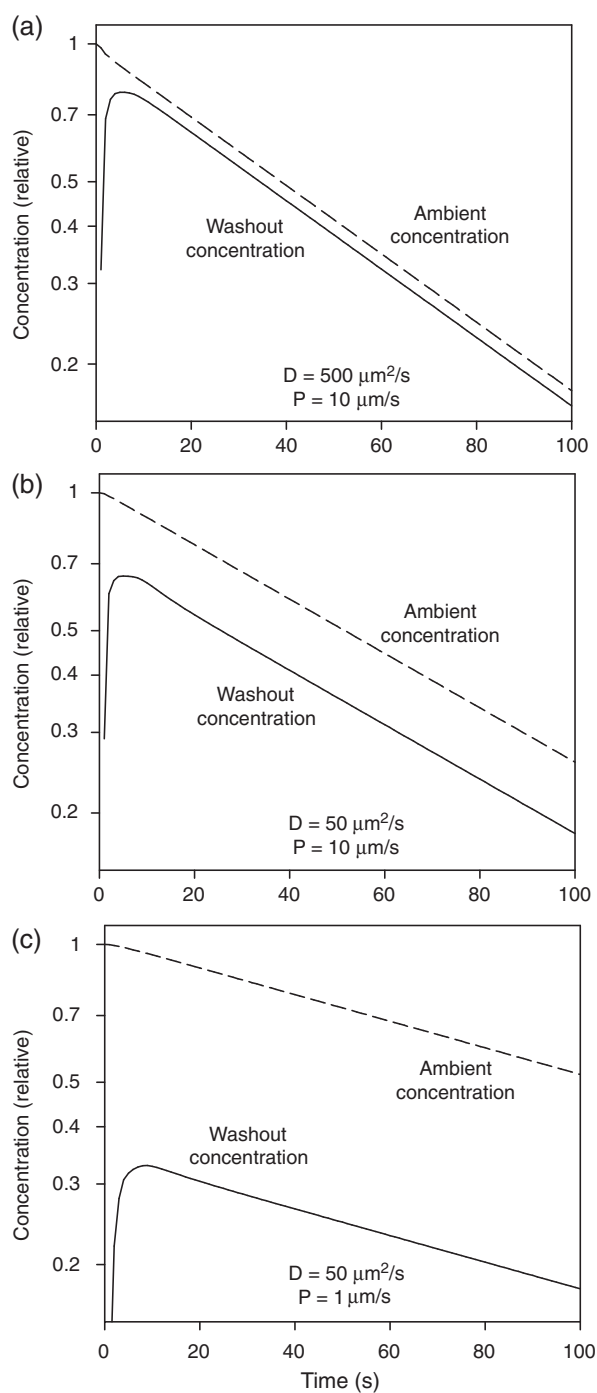 (a)
1
0.7
0.5
0.4
0.3
0.2
Concentration (relative)
Washout
concentration
Ambient
concentration
D = 500 μm²/s
P = 10 μm/s
0 20 40 60 80 100
(b)
1
0.7
0.5
0.4
0.3
0.2
Concentration (relative)
Ambient
concentration
Washout
concentration
D = 50 μm²/s
P = 10 μm/s
0 20 40 60 80 100
(c)
1
0.7
0.5
0.4
0.3
0.2
Concentration (relative)
Ambient
concentration
Washout
concentration
D = 50 μm²/s
P = 1 μm/s
0 20 40 60 80 100
Time (s)